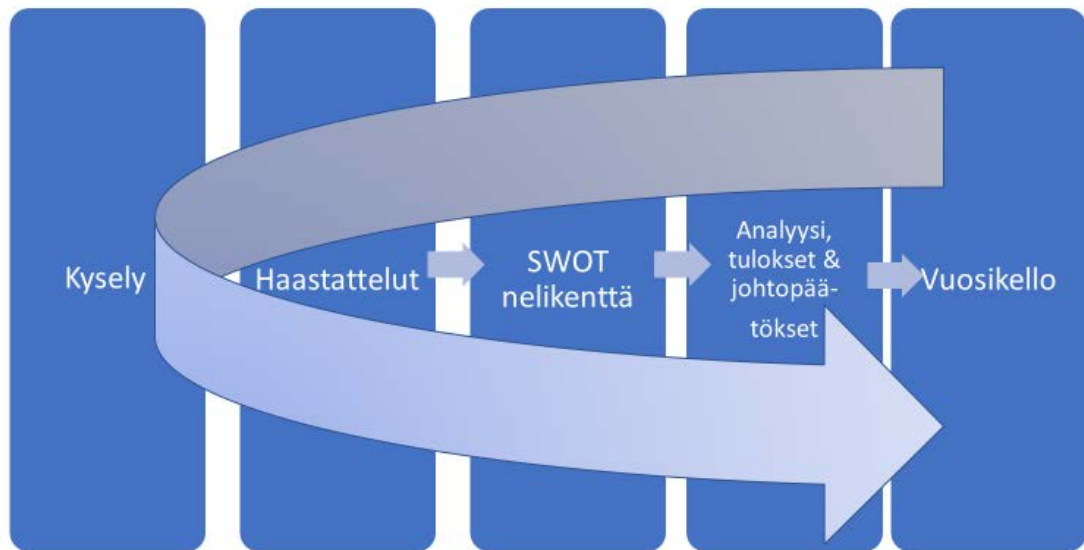 Kysely
Haastattelut
SWOT
nelikenttä
Analyysi,
tulokset &
johtopää-
tökset
Vuosikello